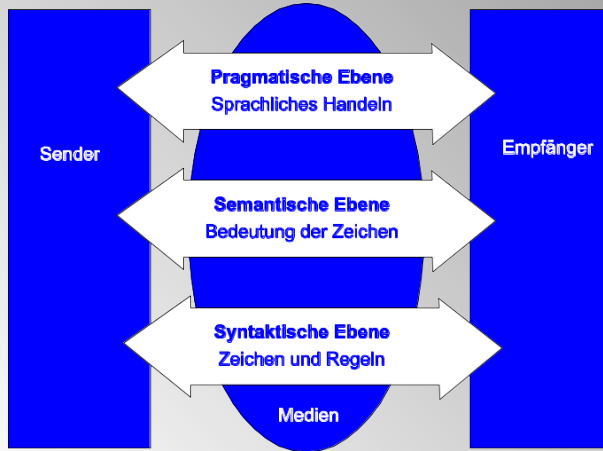 Pragmatische Ebene
Sprachliches Handeln
Sender
Empfänger
Semantische Ebene
Bedeutung der Zeichen
Syntaktische Ebene
Zeichen und Regeln
Medien